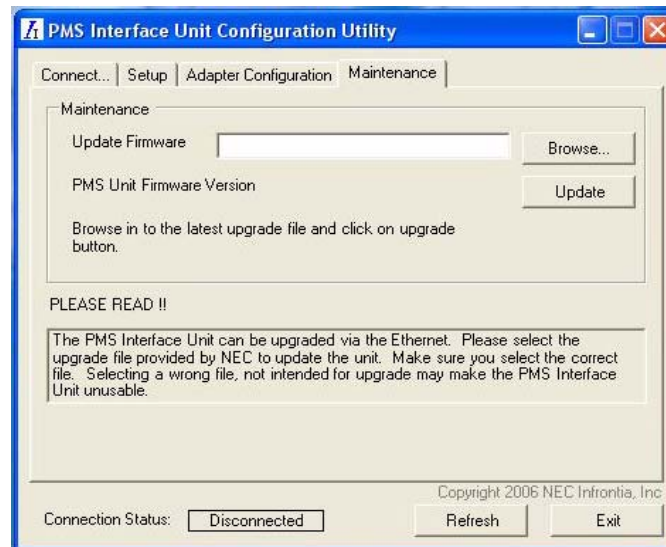 PMS Interface Unit Configuration Utility
Connect... Setup Adapter Configuration Maintenance
Maintenance
Update Firmware Browse...
PMS Unit Firmware Version Update
Browse in to the latest upgrade file and click on upgrade
button.
PLEASE READ !!
The PMS Interface Unit can be upgraded via the Ethernet. Please select the
upgrade file provided by NEC to update the unit. Make sure you select the correct
file. Selecting a wrong file, not intended for upgrade may make the PMS Interface
Unit unusable.
Copyright 2006 NEC Infrontia, Inc
Connection Status: Disconnected Refresh Exit